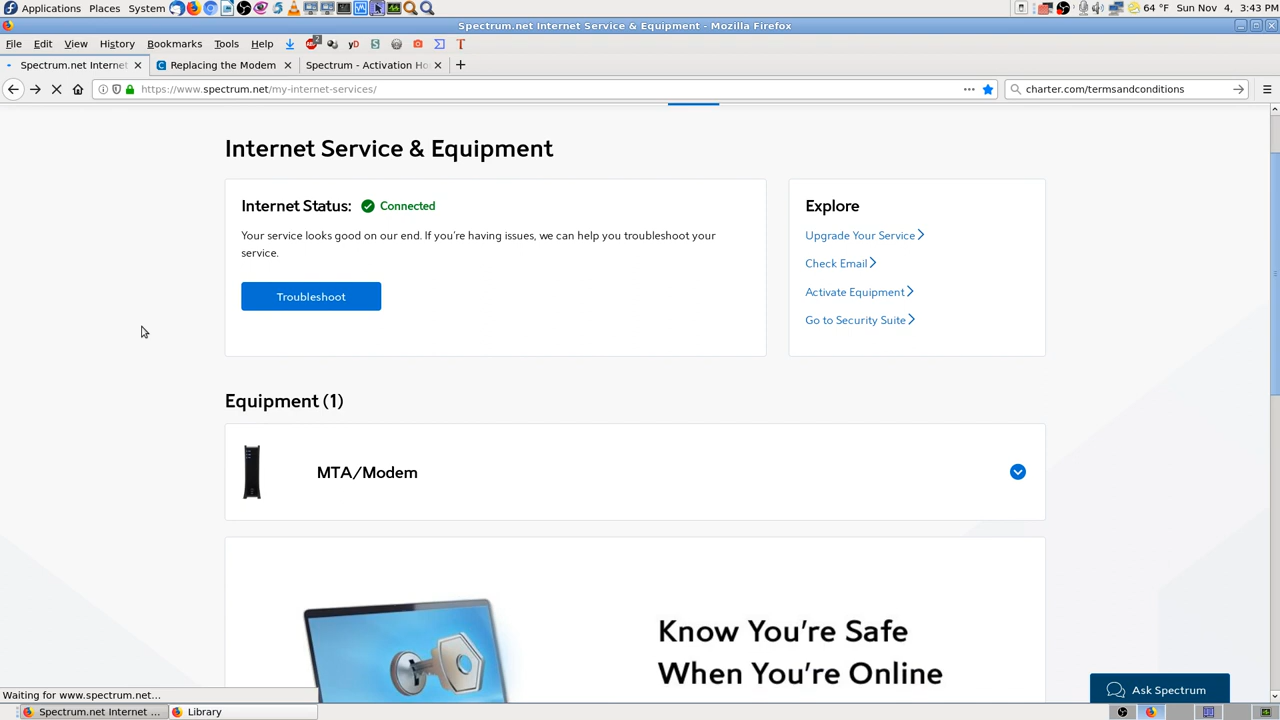 Applications Places System 64 °F Sun Nov 4, 3:43 PM
Spectrum.net Internet Service & Equipment - Mozilla Firefox
File Edit View History Bookmarks Tools Help 2 yD S T
Spectrum.net Internet Replacing the Modem Spectrum - Activation Ho
https://www.spectrum.net/my-internet-services/ charter.com/termsandconditions
Internet Service & Equipment
Internet Status: Connected
Your service looks good on our end. If you're having issues, we can help you troubleshoot your
service.
Troubleshoot
Explore
Upgrade Your Service
Check Email
Activate Equipment
Go to Security Suite
Equipment (1)
MTA/Modem
Know You're Safe
When You're Online
Ask Spectrum
Waiting for www.spectrum.net...
Spectrum.net Internet ... Library